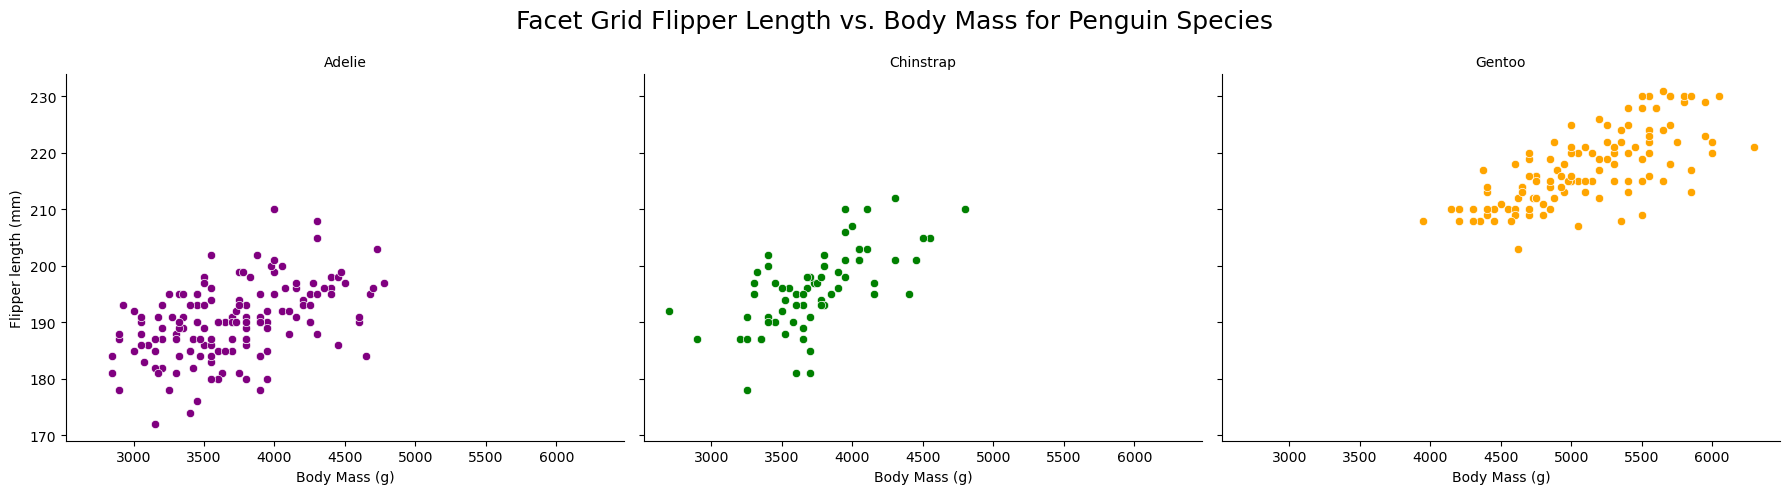 Facet Grid Flipper Length vs. Body Mass for Penguin Species
Adelie
Chinstrap
Gentoo
Flipper length (mm)
230
220
210
200
190
180
170
3000 3500 4000 4500 5000 5500 6000
Body Mass (g)
3000 3500 4000 4500 5000 5500 6000
Body Mass (g)
3000 3500 4000 4500 5000 5500 6000
Body Mass (g)